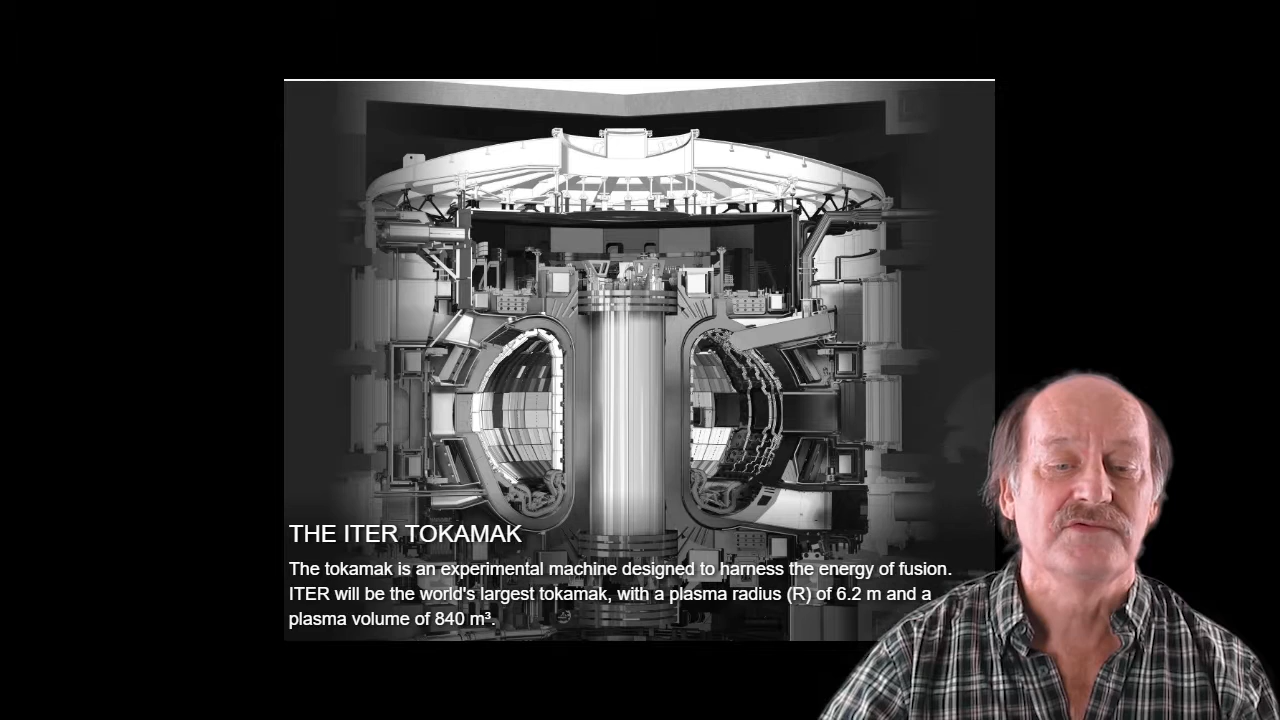 THE ITER TOKAMAK
The tokamak is an experimental machine designed to harness the energy of fusion.
ITER will be the world's largest tokamak, with a plasma radius (R) of 6.2 m and a
plasma volume of 840 m³.